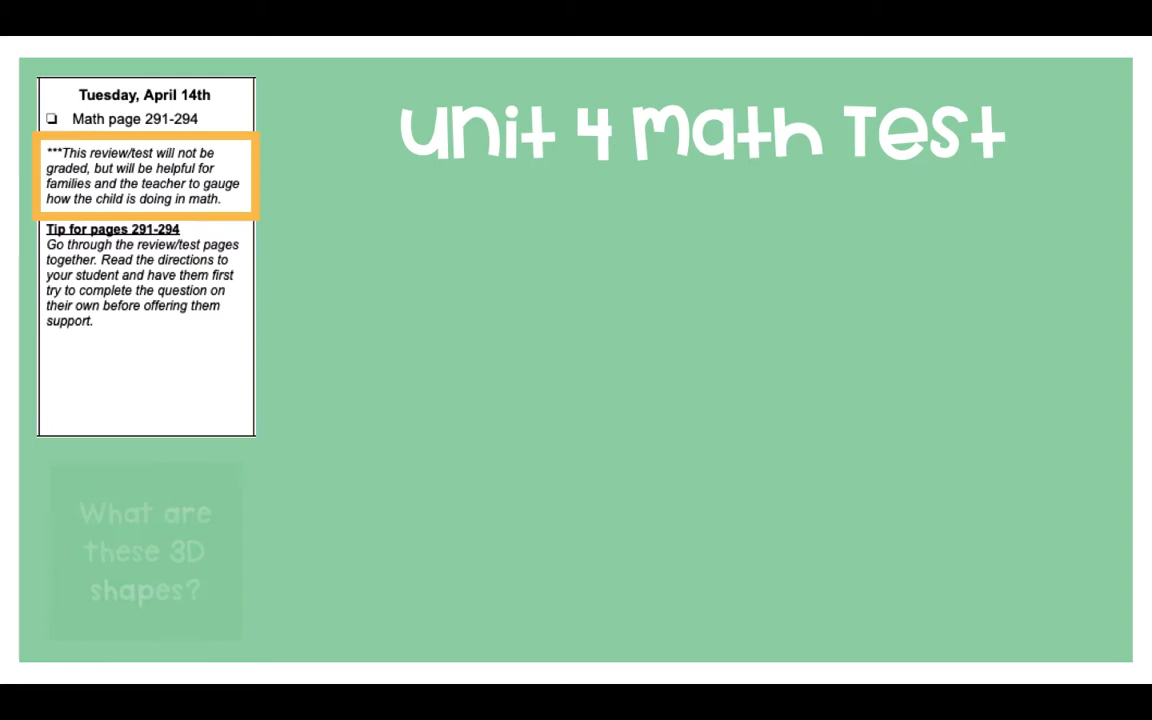 Tuesday, April 14th
❏ Math page 291-294
***This review/test will not be
graded, but will be helpful for
families and the teacher to gauge
how the child is doing in math.
Tip for pages 291-294
Go through the review/test pages
together. Read the directions to
your student and have them first
try to complete the question on
their own before offering them
support.
Unit 4 Math Test
What are
these 3D
shapes?